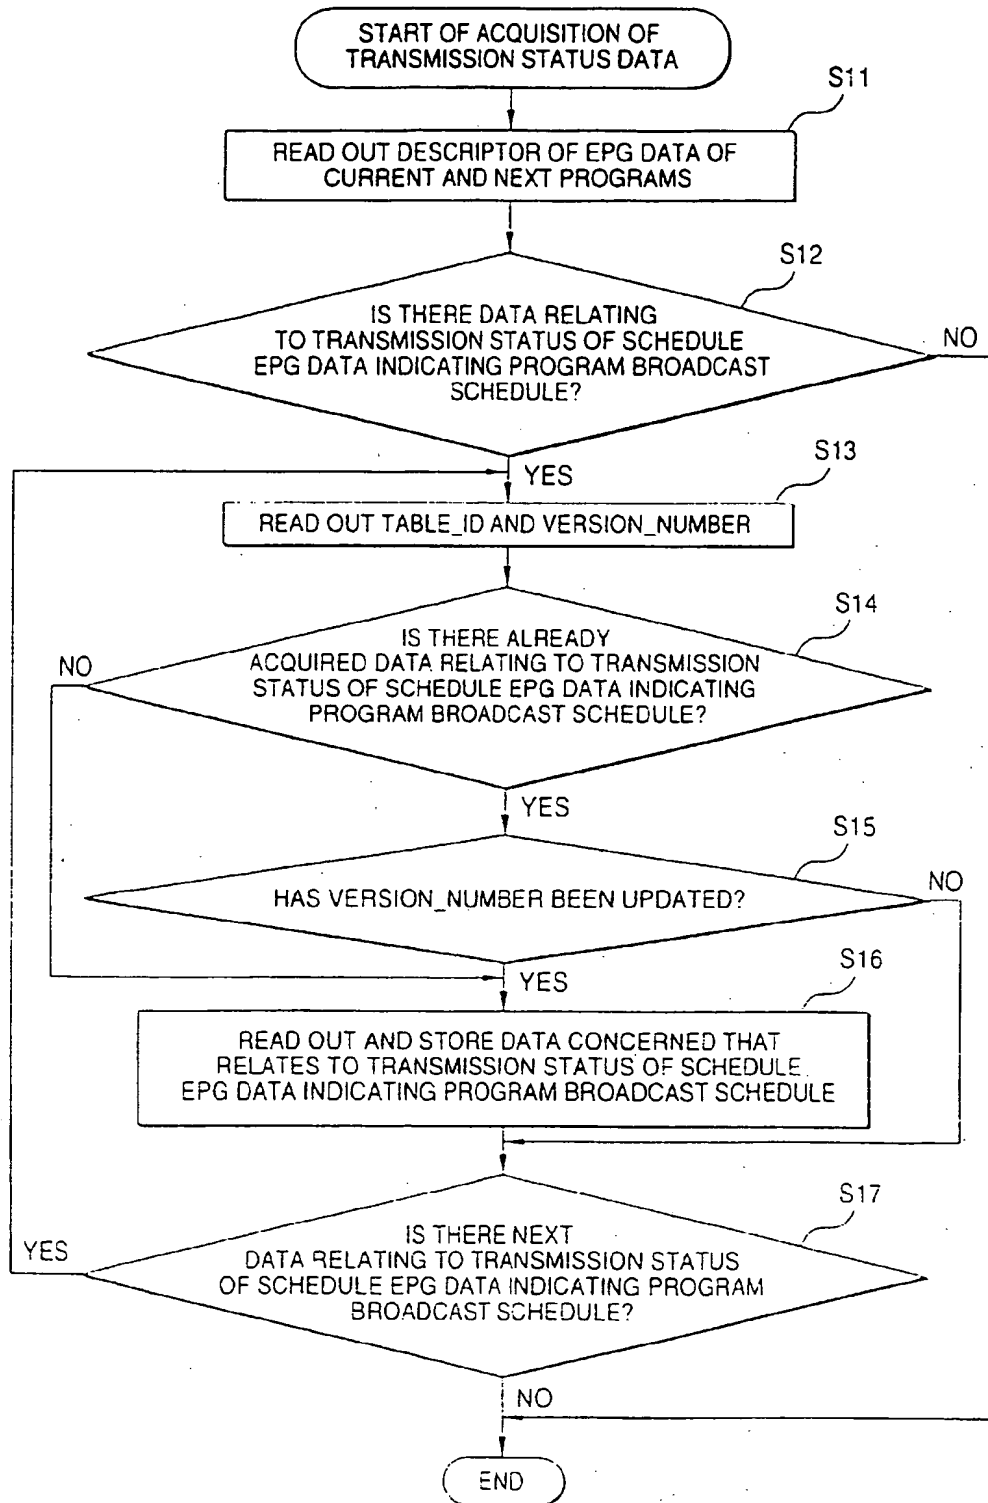 START OF ACQUISITION OF
TRANSMISSION STATUS DATA
S11
READ OUT DESCRIPTOR OF EPG DATA OF
CURRENT AND NEXT PROGRAMS
S12
IS THERE DATA RELATING
TO TRANSMISSION STATUS OF SCHEDULE
EPG DATA INDICATING PROGRAM BROADCAST
SCHEDULE?
NO
YES
S13
READ OUT TABLE_ID AND VERSION_NUMBER
S14
IS THERE ALREADY
ACQUIRED DATA RELATING TO TRANSMISSION
STATUS OF SCHEDULE EPG DATA INDICATING
PROGRAM BROADCAST SCHEDULE?
NO
YES
S15
HAS VERSION_NUMBER BEEN UPDATED?
NO
YES
S16
READ OUT AND STORE DATA CONCERNED THAT
RELATES TO TRANSMISSION STATUS OF SCHEDULE
EPG DATA INDICATING PROGRAM BROADCAST SCHEDULE
S17
IS THERE NEXT
DATA RELATING TO TRANSMISSION STATUS
OF SCHEDULE EPG DATA INDICATING PROGRAM
BROADCAST SCHEDULE?
YES
NO
END